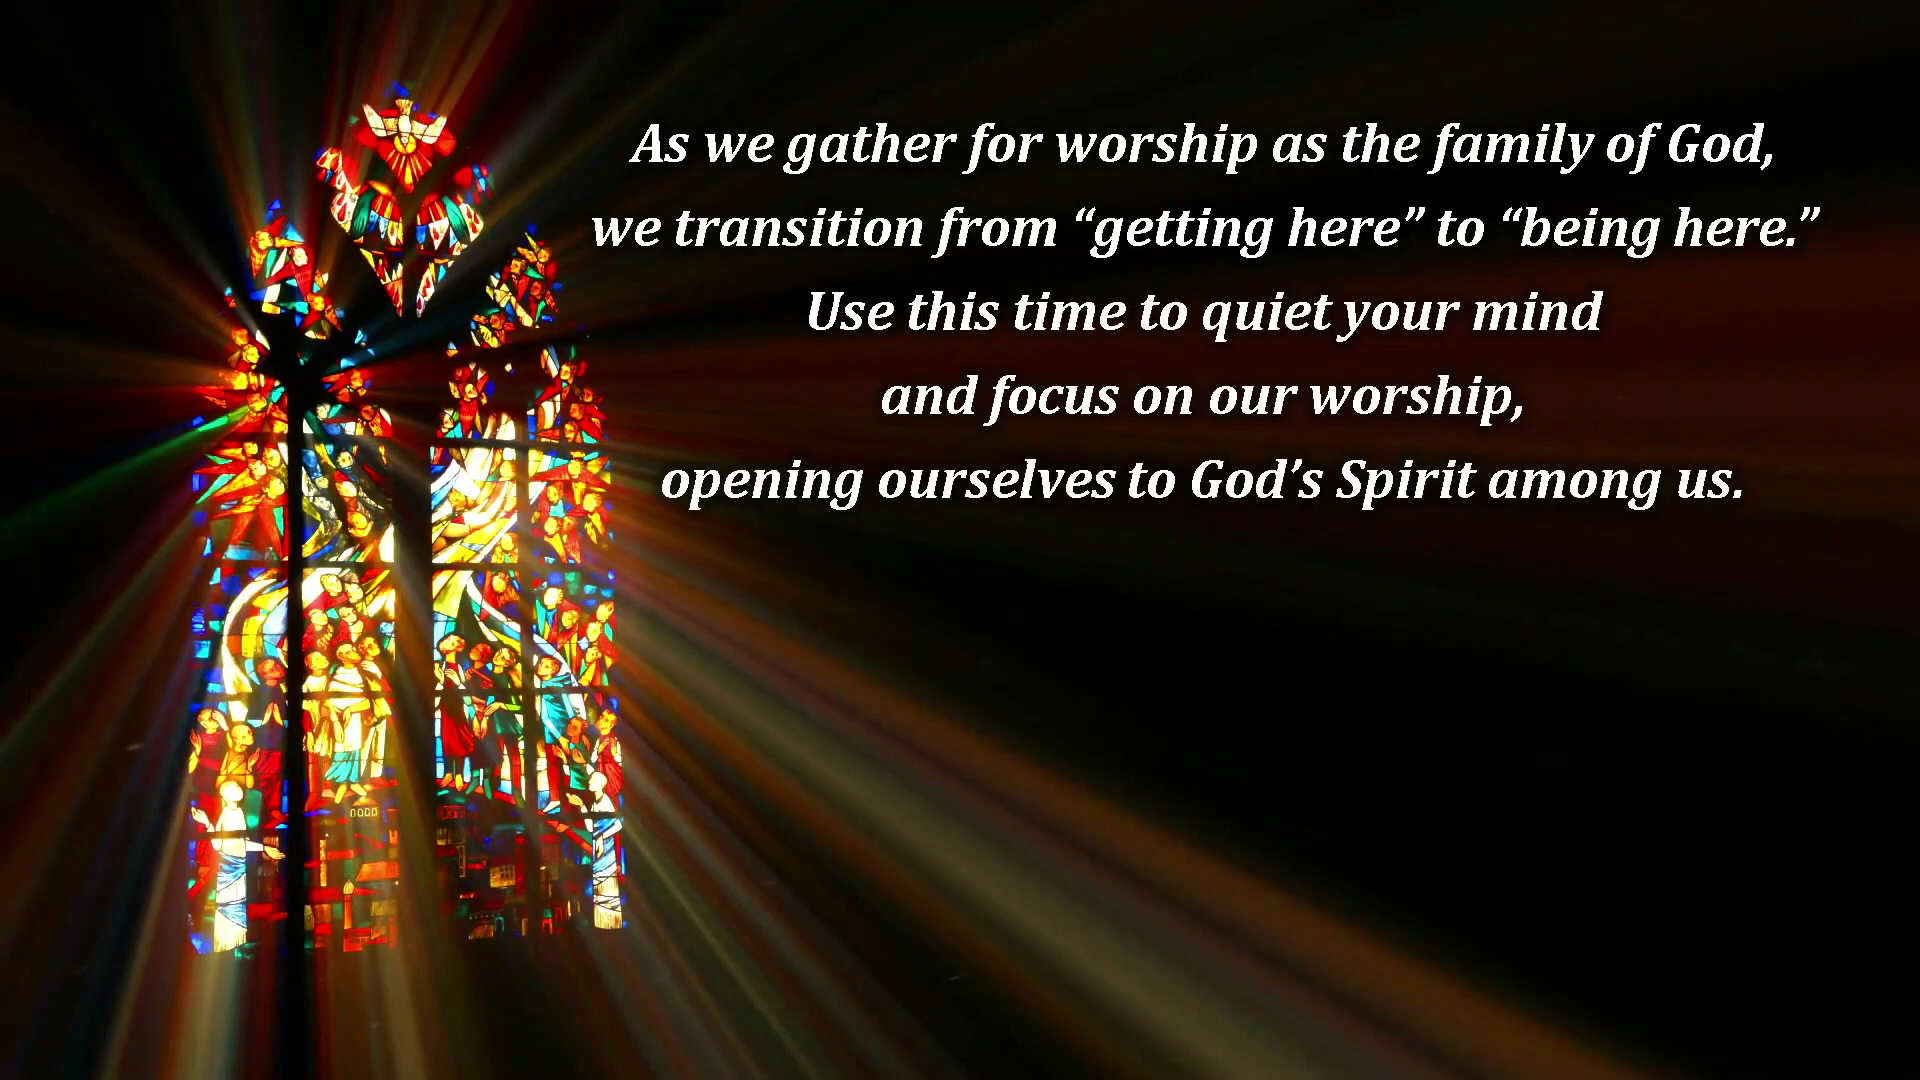 As we gather for worship as the family of God,
we transition from “getting here” to “being here.”
Use this time to quiet your mind
and focus on our worship,
opening ourselves to God’s Spirit among us.